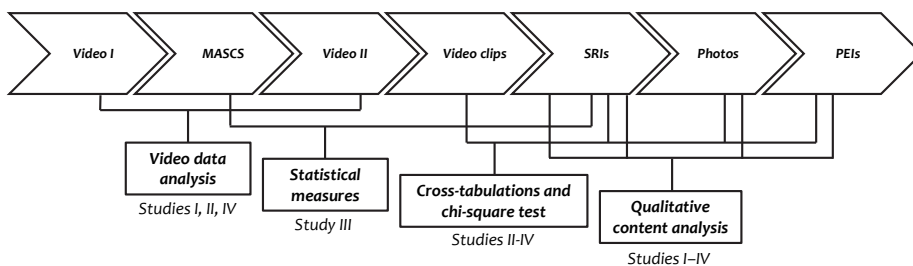 Video I
MASCS
Video II
Video clips
SRIs
Photos
PEIs
Video data
analysis
Studies I, II, IV
Statistical
measures
Study III
Cross-tabulations and
chi-square test
Studies II-IV
Qualitative
content analysis
Studies I–IV